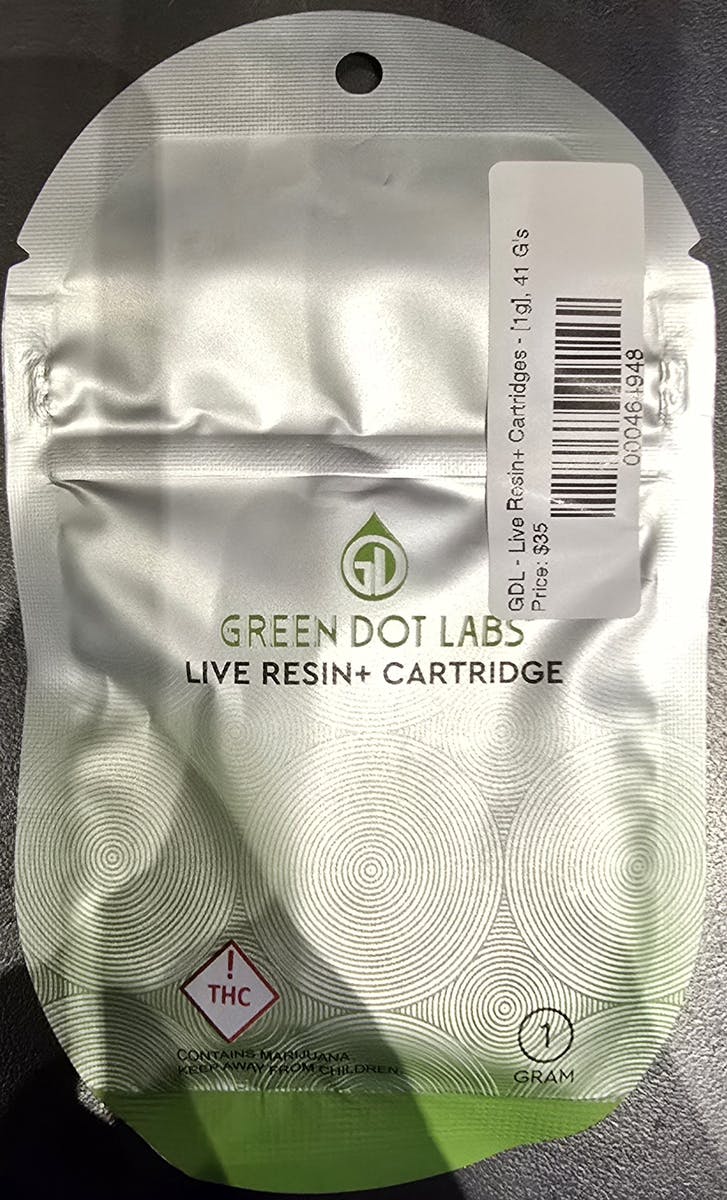 GDL - Live Resin+ Cartridges - [1g], 41 G's
Price: $35
GREEN DOT LABS
LIVE RESIN+ CARTRIDGE
!
THC
CONTAINS MARIJUANA.
KEEP AWAY FROM CHILDREN.
1
GRAM